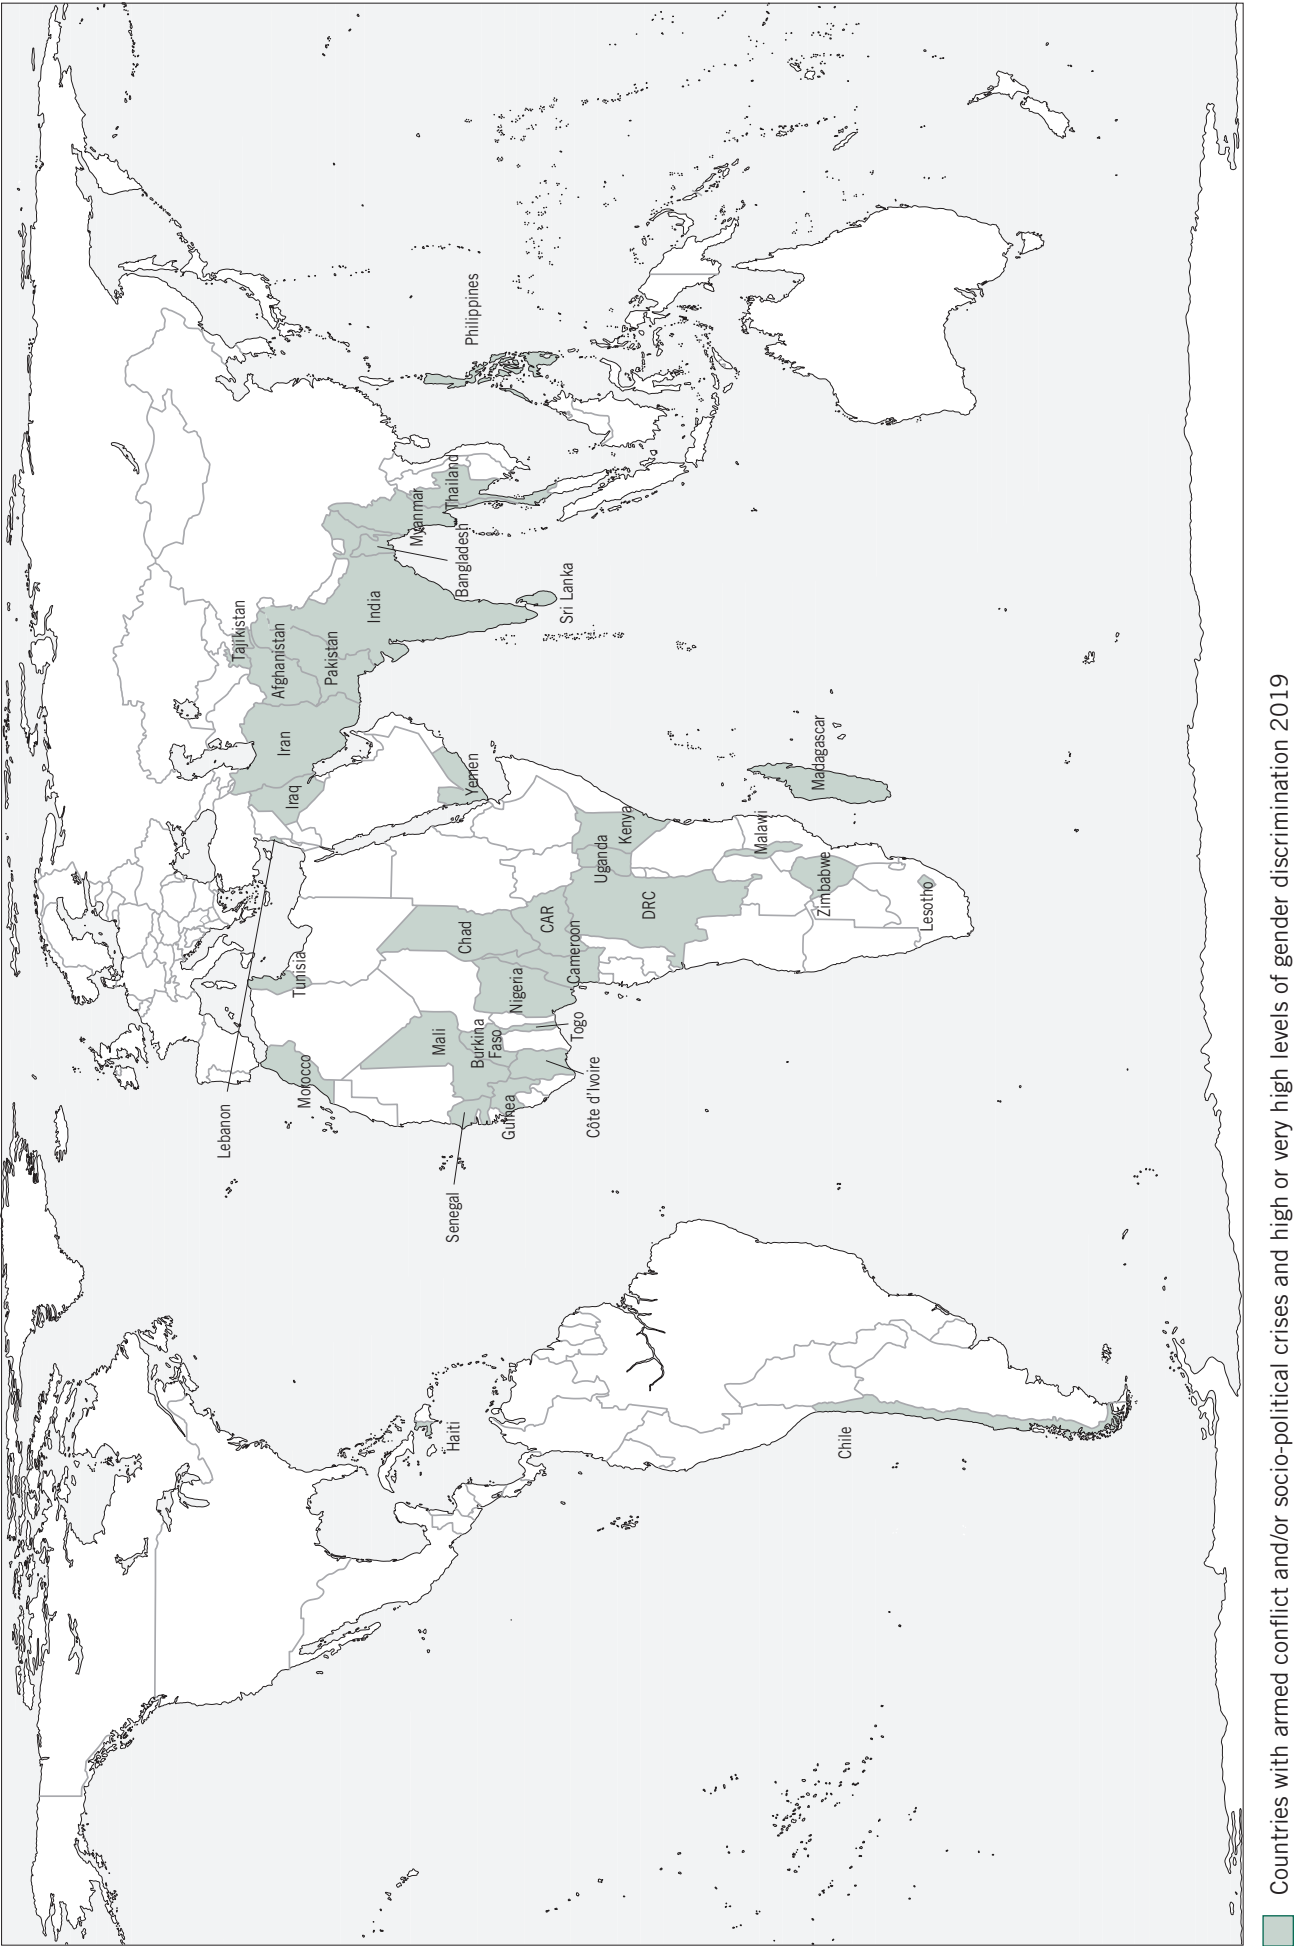 Haiti
Chile
Lebanon
Senegal
Morocco
Tunisia
Mali
Burkina
Faso
Guinea
Côte d'Ivoire
Togo
Nigeria
Chad
CAR
Cameroon
DRC
Uganda
Kenya
Malawi
Zimbabwe
Lesotho
Madagascar
Yemen
Iraq
Iran
Tajikistan
Afghanistan
Pakistan
India
Sri Lanka
Bangladesh
Myanmar
Thailand
Philippines
Countries with armed conflict and/or socio-political crises and high or very high levels of gender discrimination 2019